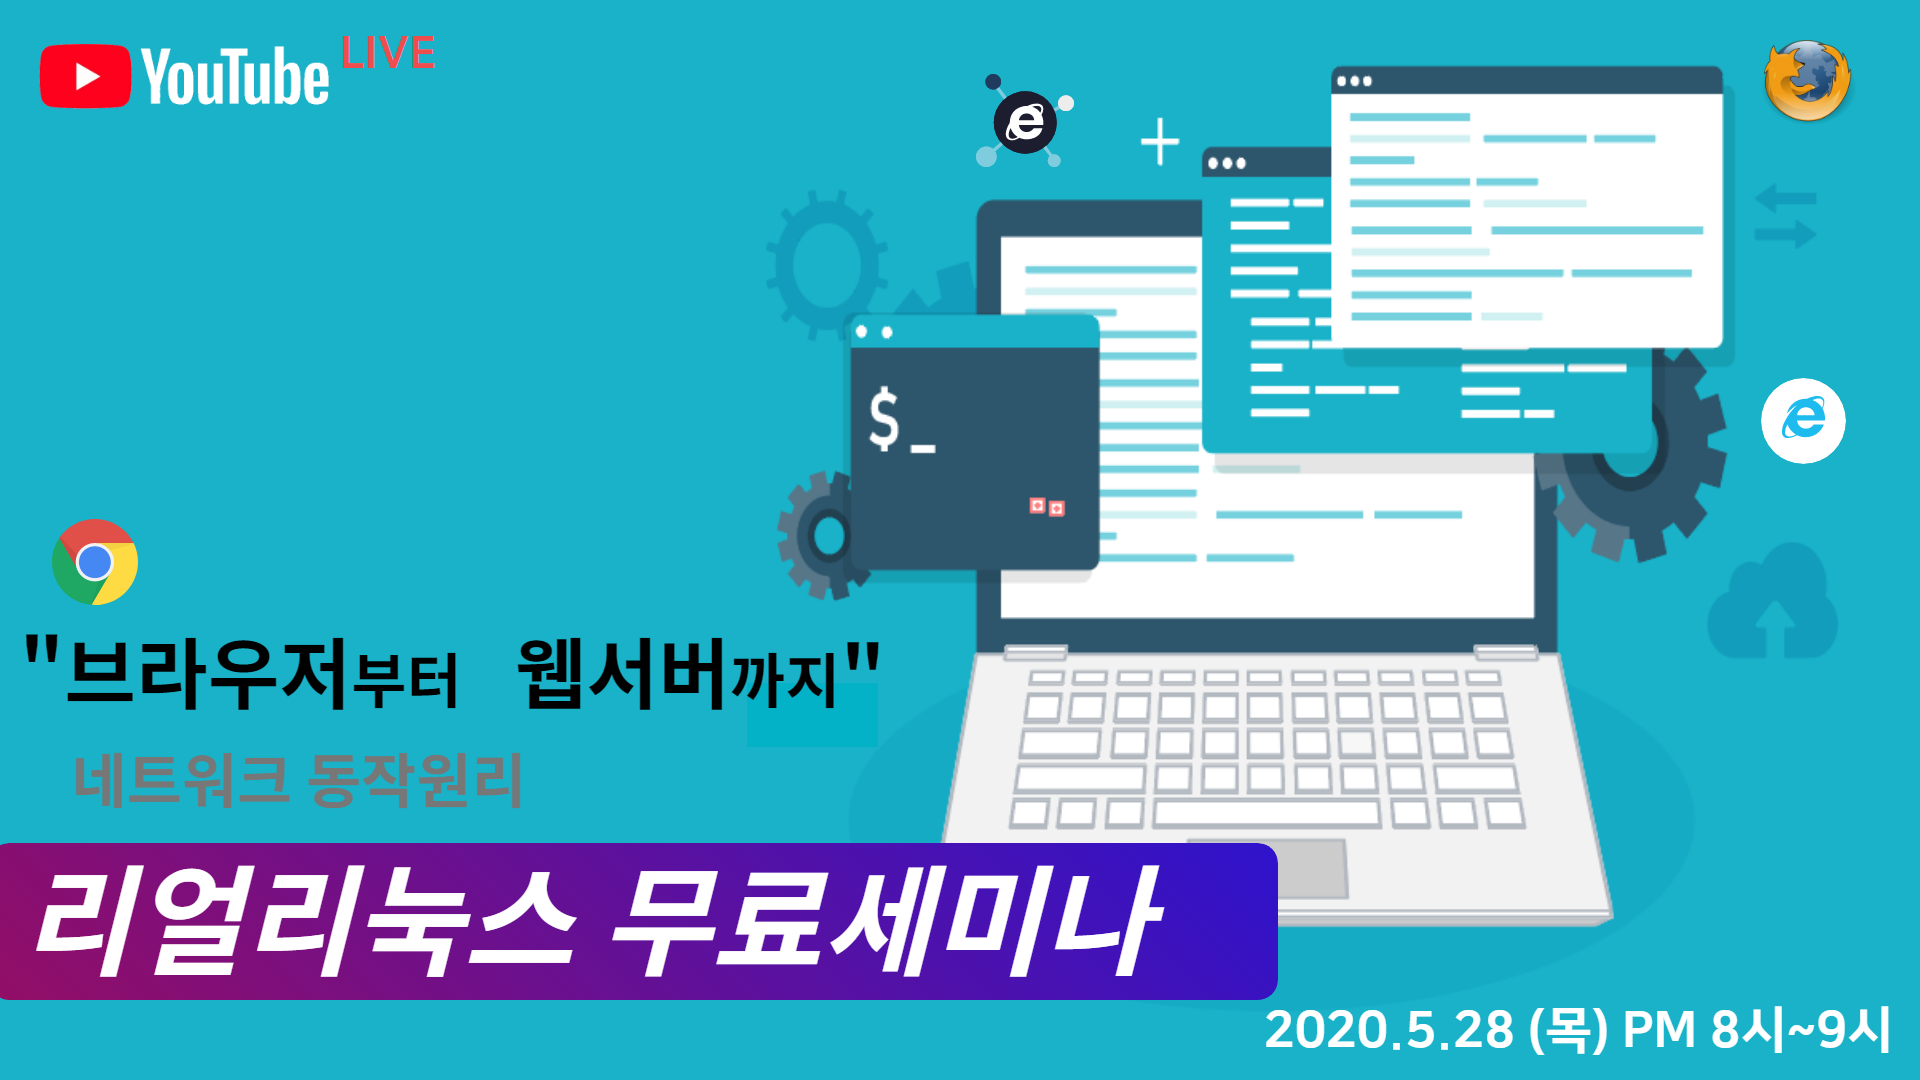 YouTube LIVE
$_
"브라우저부터 웹서버까지"
네트워크 동작원리
리얼리눅스 무료세미나
2020.5.28 (목) PM 8시~9시